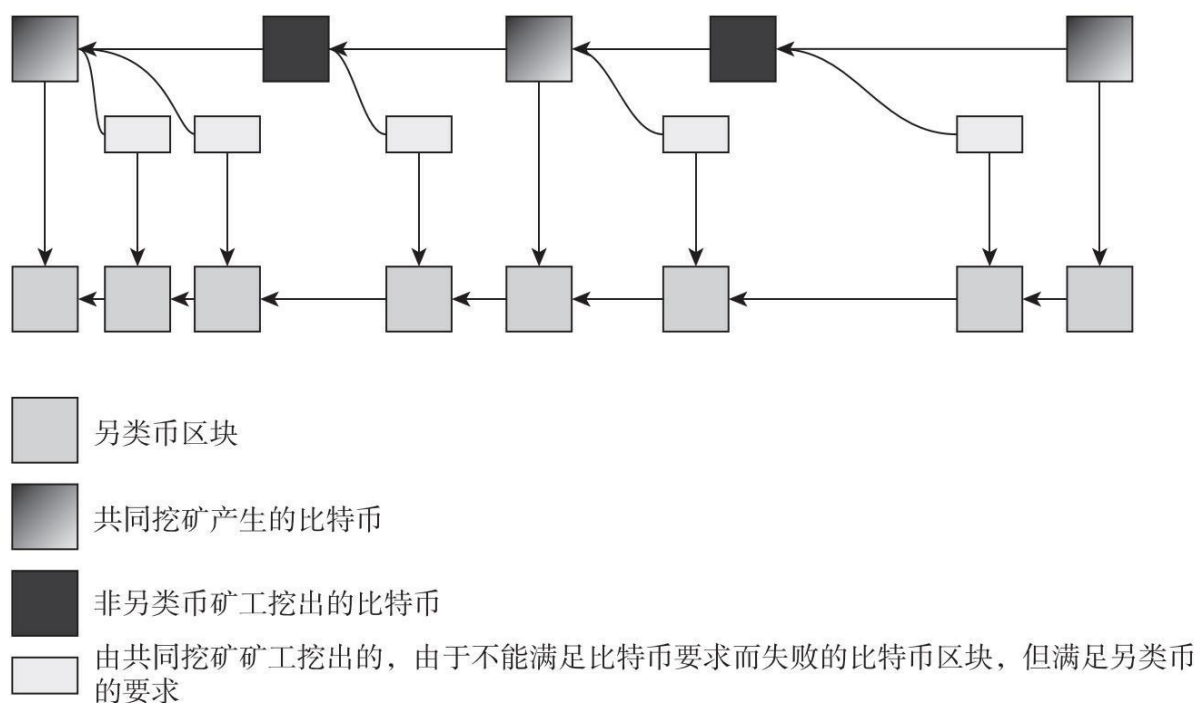 另类币区块
共同挖矿产生的比特币
非另类币矿工挖出的比特币
由共同挖矿矿工挖出的，由于不能满足比特币要求而失败的比特币区块，但满足另类币
的要求